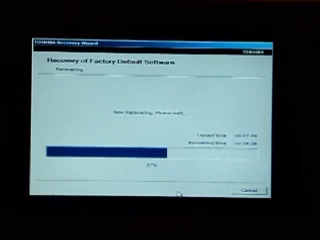 TOSHIBA Recovery Wizard
TOSHIBA
Recovery of Factory Default Software
Recovering
Now Recovering, Please wait...
Elapsed time
Remaining time
57%
Cancel